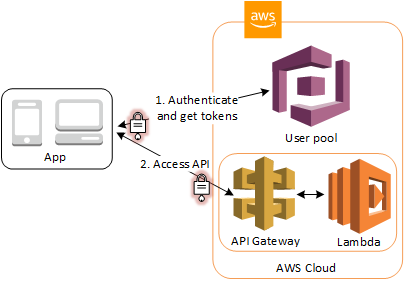 aws
1. Authenticate
and get tokens
User pool
App
2. Access API
API Gateway
Lambda
AWS Cloud